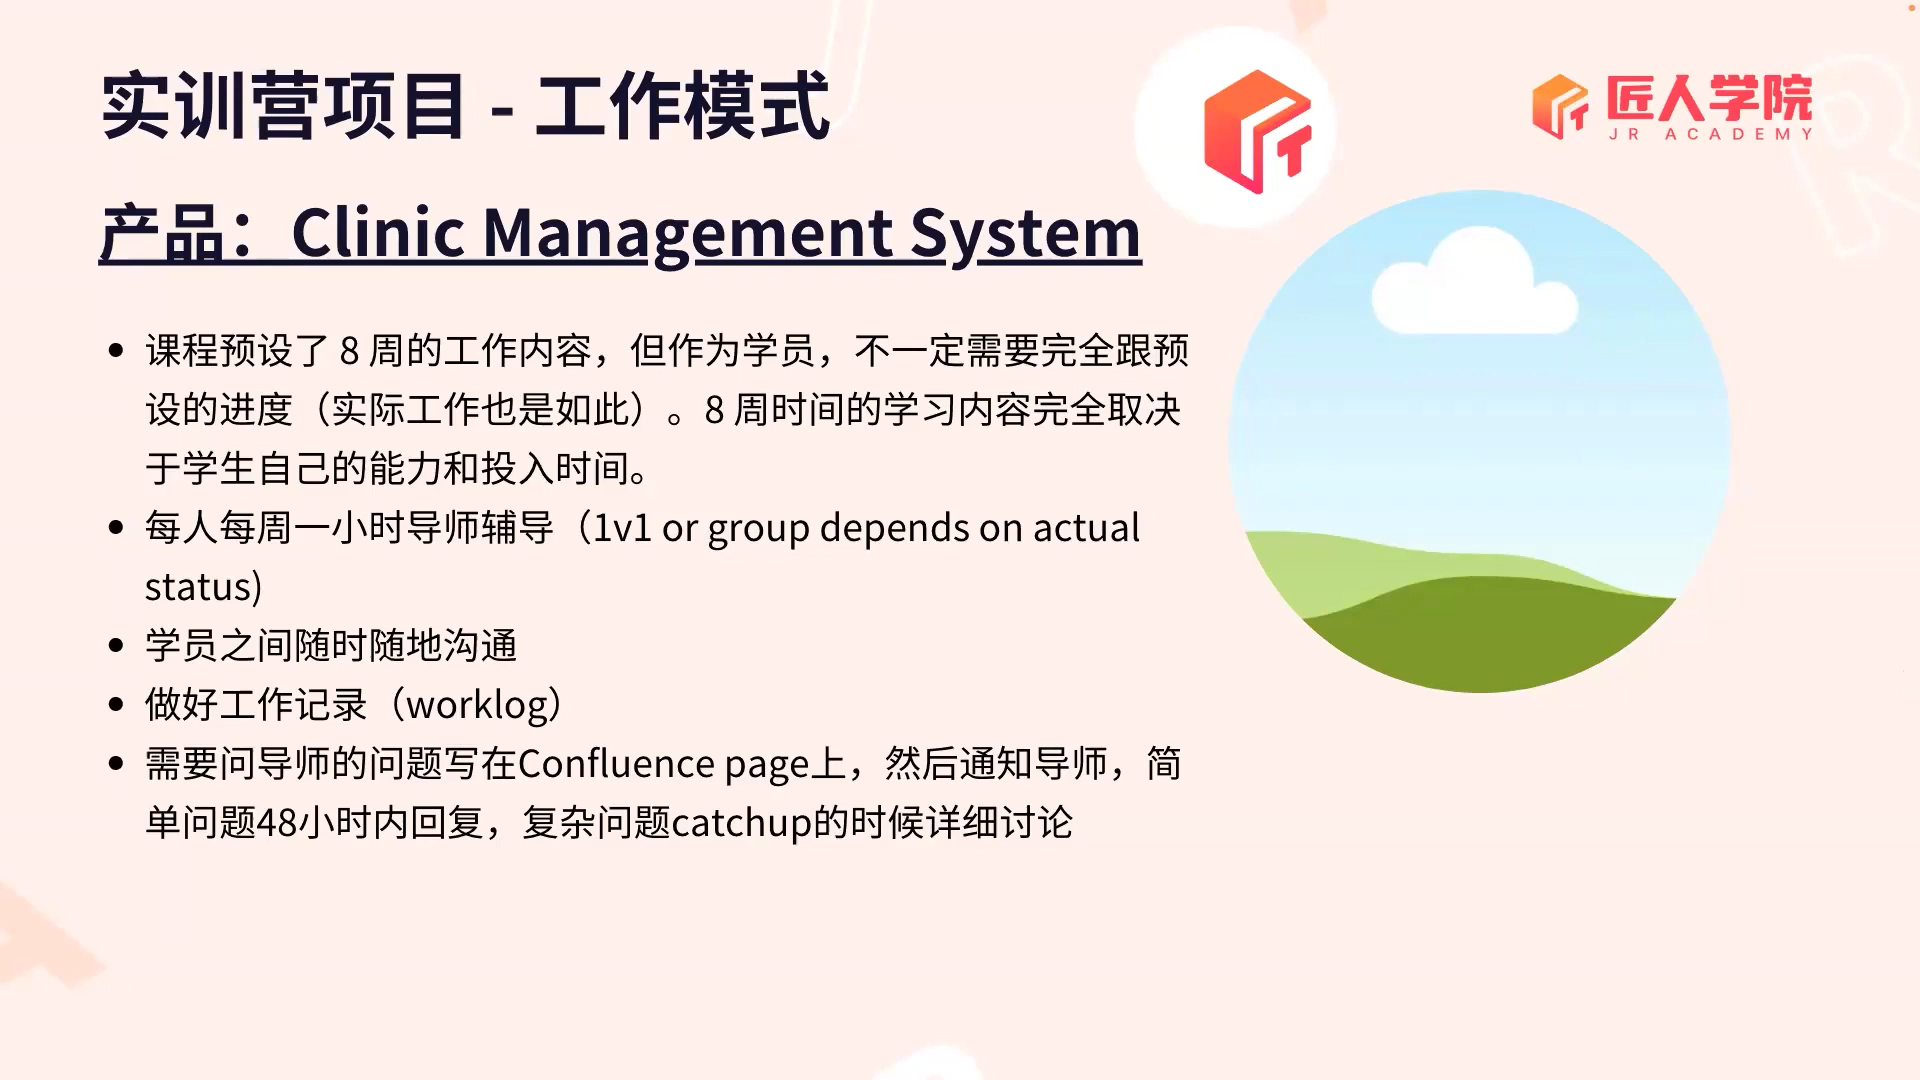 实训营项目 - 工作模式
匠人学院
JR ACADEMY
产品：Clinic Management System
• 课程预设了 8 周的工作内容，但作为学员，不一定需要完全跟预
设的进度（实际工作也是如此）。8 周时间的学习内容完全取决
于学生自己的能力和投入时间。
• 每人每周一小时导师辅导（1v1 or group depends on actual
status)
• 学员之间随时随地沟通
• 做好工作记录（worklog）
• 需要问导师的问题写在Confluence page上，然后通知导师，简
单问题48小时内回复，复杂问题catchup的时候详细讨论